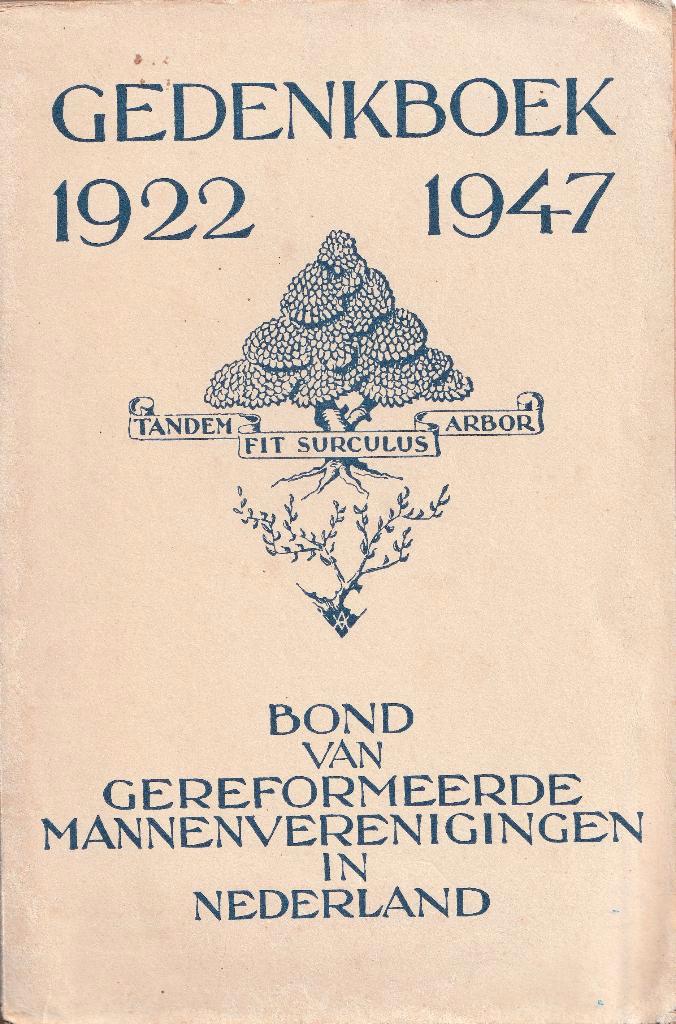 GEDENKBOEK
1922 1947
TANDEM FIT SURCULUS ARBOR
BOND
VAN
GEREFORMEERDE
MANNENVERENIGINGEN
IN
NEDERLAND